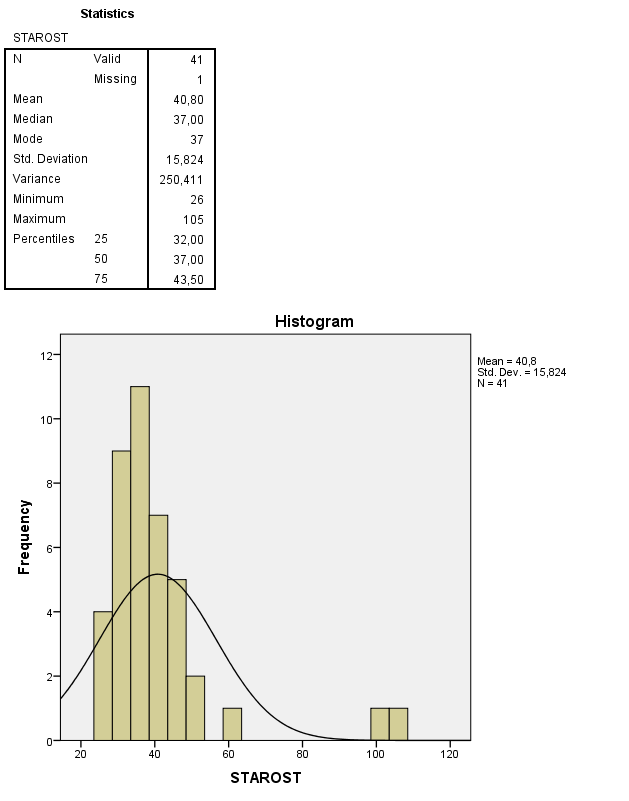 Statistics
STAROST
N Valid 41
Missing 1
Mean 40,80
Median 37,00
Mode 37
Std. Deviation 15,824
Variance 250,411
Minimum 26
Maximum 105
Percentiles 25 32,00
50 37,00
75 43,50
Histogram
Mean = 40,8
Std. Dev. = 15,824
N = 41
12
10
8
6
4
2
0
Frequency
20 40 60 80 100 120
STAROST